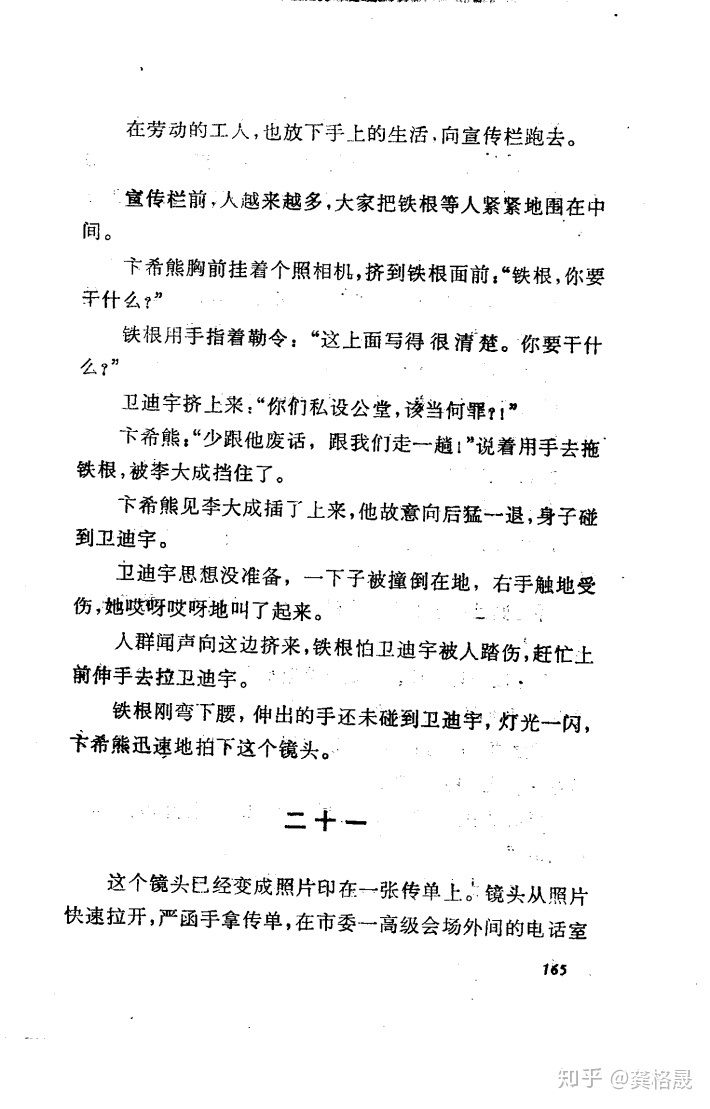 在劳动的工人，也放下手上的生活，向宣传栏跑去。
宣传栏前，人越来越多，大家把铁根等人紧紧地围在中
间。
卞希熊胸前挂着个照相机，挤到铁根面前：“铁根，你要
干什么？”
铁根用手指着勒令：“这上面写得很清楚。你要干什
么？”
卫迪宇挤上来：“你们私设公堂，该当何罪？！”
卞希熊：“少跟他废话，跟我们走一趟！”说着用手去拖
铁根，被李大成挡住了。
卞希熊见李大成插了上来，他故意向后猛一退，身子碰
到卫迪宇。
卫迪宇思想没准备，一下子被撞倒在地，右手触地受
伤，她哎呀哎呀地叫了起来。
人群闻声向这边挤来，铁根怕卫迪宇被人踏伤，赶忙上
前伸手去拉卫迪宇。
铁根刚弯下腰，伸出的手还未碰到卫迪宇，灯光一闪，
卞希熊迅速地拍下这个镜头。
二十一
这个镜头已经变成照片印在一张传单上。镜头从照片
快速拉开，严函手拿传单，在市委一高级会场外间的电话室
165
知乎 @龚格晟